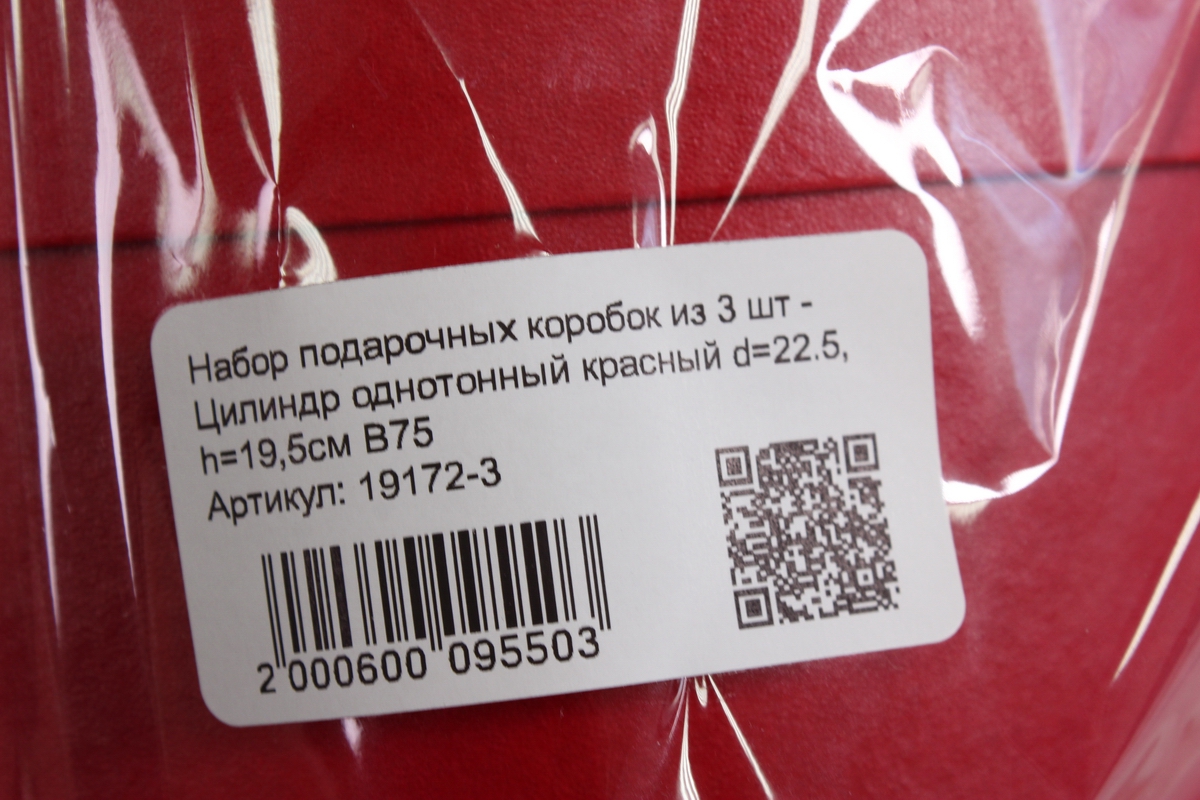 Набор подарочных коробок из 3 шт -
Цилиндр однотонный красный d=22.5,
h=19,5см В75
Артикул: 19172-3
2 000600 095503